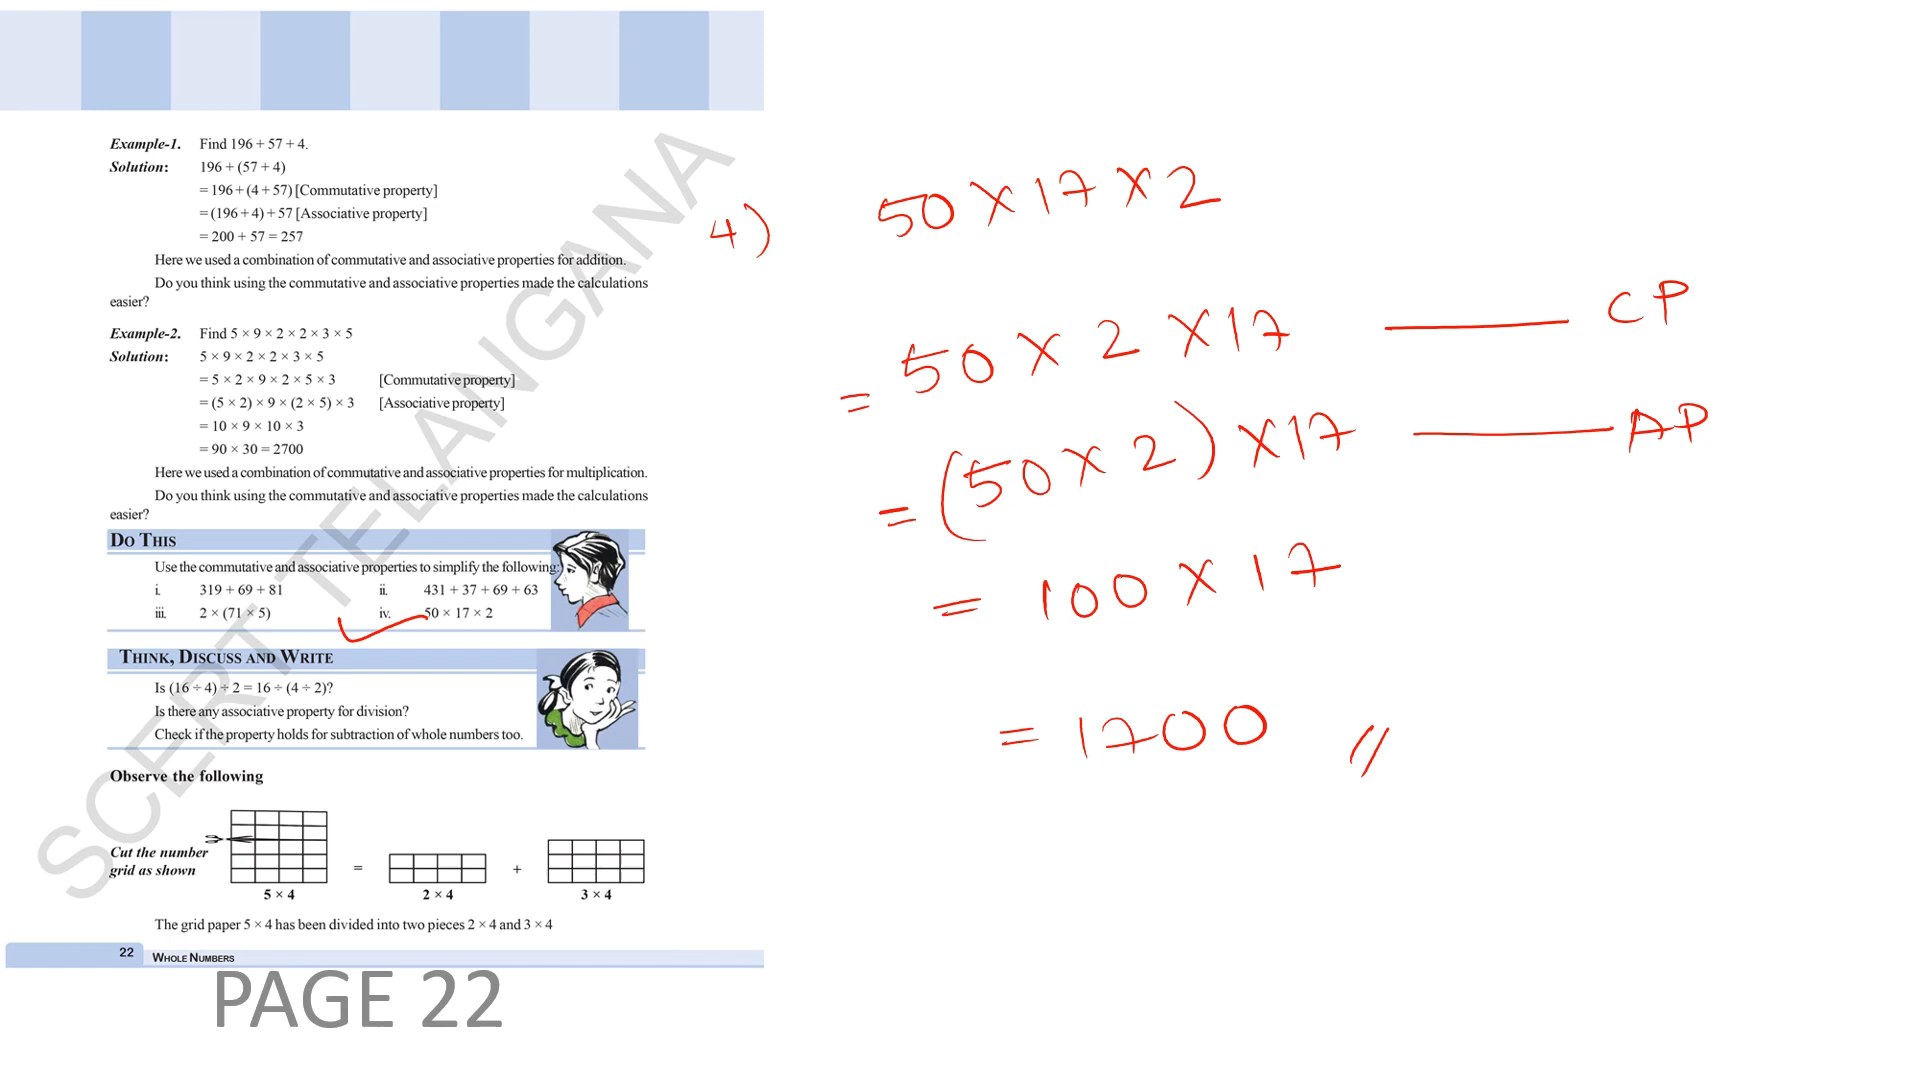 Example-1. Find 196 + 57 + 4.
Solution: 196 + (57 + 4)
= 196 + (4 + 57) [Commutative property]
= (196 + 4) + 57 [Associative property]
= 200 + 57 = 257
Here we used a combination of commutative and associative properties for addition.
Do you think using the commutative and associative properties made the calculations
easier?
Example-2. Find 5 × 9 × 2 × 2 × 3 × 5
Solution: 5 × 9 × 2 × 2 × 3 × 5
= 5 × 2 × 9 × 2 × 5 × 3 [Commutative property]
= (5 × 2) × 9 × (2 × 5) × 3 [Associative property]
= 10 × 9 × 10 × 3
= 90 × 30 = 2700
Here we used a combination of commutative and associative properties for multiplication.
Do you think using the commutative and associative properties made the calculations
easier?
DO THIS
Use the commutative and associative properties to simplify the following:
i. 319 + 69 + 81 ii. 431 + 37 + 69 + 63
iii. 2 × (71 × 5) iv. 50 × 17 × 2
THINK, DISCUSS AND WRITE
Is (16 ÷ 4) ÷ 2 = 16 ÷ (4 ÷ 2)?
Is there any associative property for division?
Check if the property holds for subtraction of whole numbers too.
Observe the following
Cut the number
grid as shown
= +
5 × 4 2 × 4 3 × 4
The grid paper 5 × 4 has been divided into two pieces 2 × 4 and 3 × 4
22 WHOLE NUMBERS
PAGE 22
SCERT TELANGANA
4) 50 × 17 × 2
= 50 × 2 × 17 —— CP
= (50 × 2) × 17 —— AP
= 100 × 17
= 1700 //